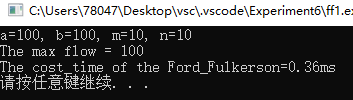 C:\Users\78047\Desktop\vsc\.vscode\Experiment6\ff1.ex
a=100, b=100, m=10, n=10
The max flow = 100
The cost_time of the Ford_Fulkerson=0.36ms
请按任意键继续. . .